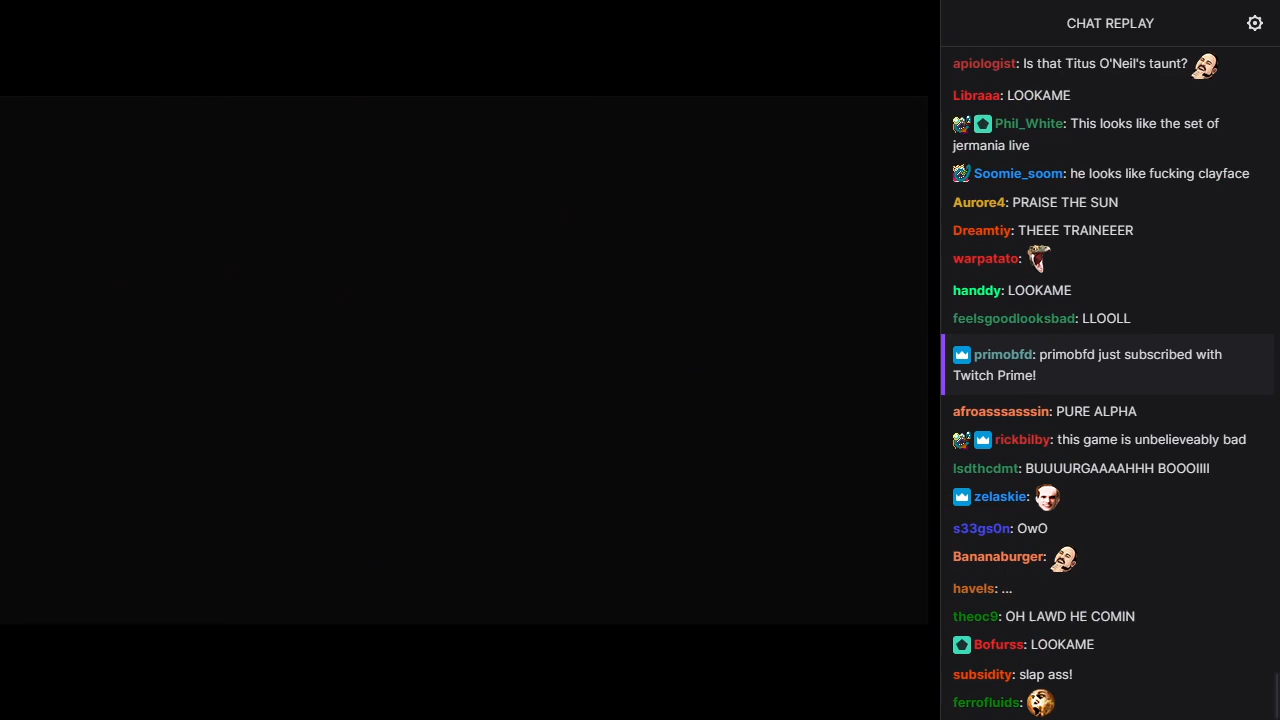 CHAT REPLAY
apiologist: Is that Titus O'Neil's taunt?
Libraaa: LOOKAME
Phil_White: This looks like the set of
jermania live
Soomie_soom: he looks like fucking clayface
Aurore4: PRAISE THE SUN
Dreamtiy: THEEE TRAINEEER
warpatato:
handdy: LOOKAME
feelsgoodlooksbad: LLOOLL
primobfd: primobfd just subscribed with
Twitch Prime!
afroasssasssin: PURE ALPHA
rickbilby: this game is unbelieveably bad
lsdthcdmt: BUUUURGAAAAHHH BOOOIIII
zelaskie:
s33gs0n: OwO
Bananaburger:
havels: ...
theoc9: OH LAWD HE COMIN
Bofurss: LOOKAME
subsidity: slap ass!
ferrofluids: